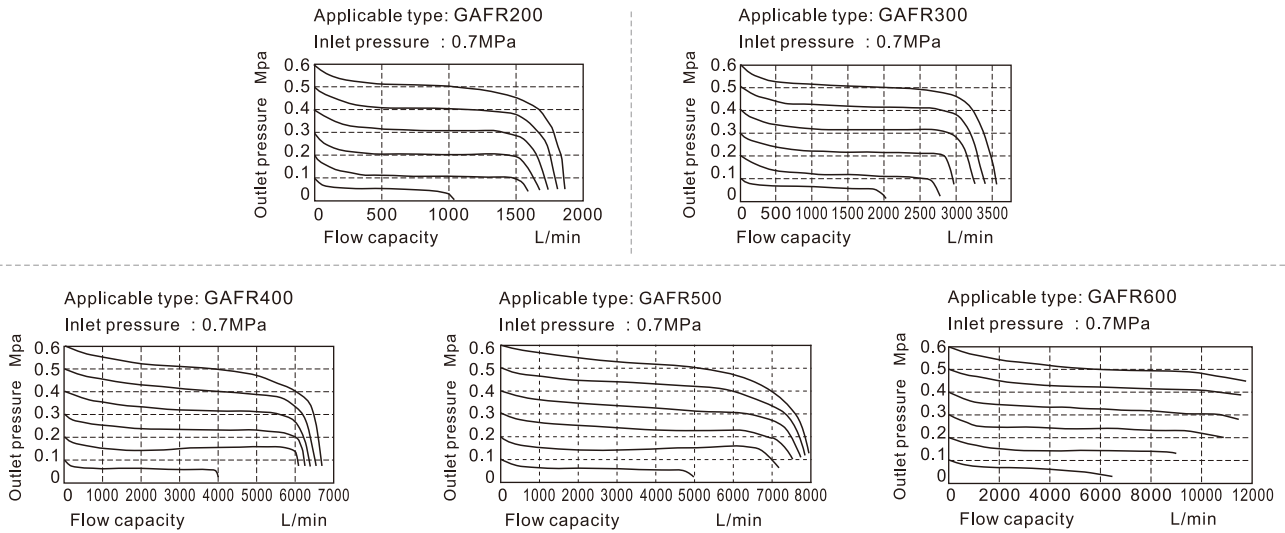 Applicable type: GAFR200
Inlet pressure : 0.7MPa
Outlet pressure Mpa
0.6
0.5
0.4
0.3
0.2
0.1
0
0 500 1000 1500 2000
Flow capacity L/min
Applicable type: GAFR300
Inlet pressure : 0.7MPa
Outlet pressure Mpa
0.6
0.5
0.4
0.3
0.2
0.1
0
0 500 1000 1500 2000 2500 3000 3500
Flow capacity L/min
Applicable type: GAFR400
Inlet pressure : 0.7MPa
Outlet pressure Mpa
0.6
0.5
0.4
0.3
0.2
0.1
0
0 1000 2000 3000 4000 5000 6000 7000
Flow capacity L/min
Applicable type: GAFR500
Inlet pressure : 0.7MPa
Outlet pressure Mpa
0.6
0.5
0.4
0.3
0.2
0.1
0
0 1000 2000 3000 4000 5000 6000 7000 8000
Flow capacity L/min
Applicable type: GAFR600
Inlet pressure : 0.7MPa
Outlet pressure Mpa
0.6
0.5
0.4
0.3
0.2
0.1
0
0 2000 4000 6000 8000 10000 12000
Flow capacity L/min